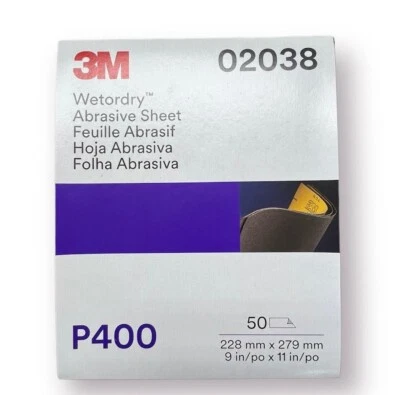 3M 02038
Wetordry™
Abrasive Sheet
Feuille Abrasif
Hoja Abrasiva
Folha Abrasiva
P400
50
228 mm x 279 mm
9 in/po x 11 in/po